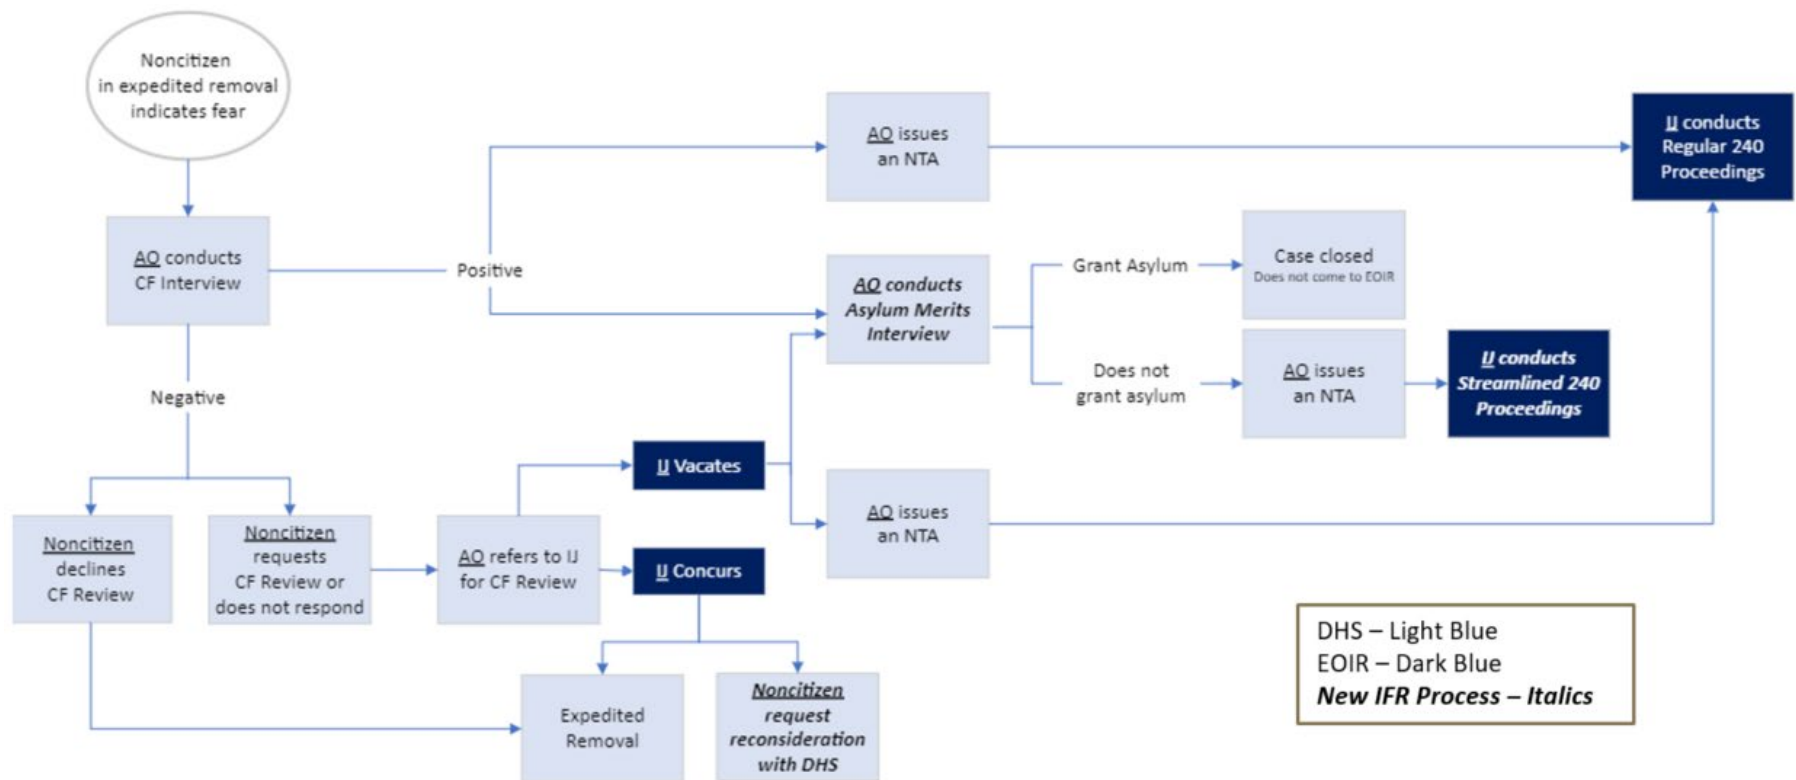 Noncitizen
in expedited removal
indicates fear
AO conducts
CF Interview
Positive
Negative
AO issues
an NTA
IJ conducts
Regular 240
Proceedings
AO conducts
Asylum Merits
Interview
Grant Asylum
Case closed
Does not come to EOIR
Does not
grant asylum
AO issues
an NTA
IJ conducts
Streamlined 240
Proceedings
Noncitizen
declines
CF Review
Noncitizen
requests
CF Review or
does not respond
AO refers to IJ
for CF Review
IJ Vacates
IJ Concurs
AO issues
an NTA
Expedited
Removal
Noncitizen
request
reconsideration
with DHS
DHS – Light Blue
EOIR – Dark Blue
New IFR Process – Italics